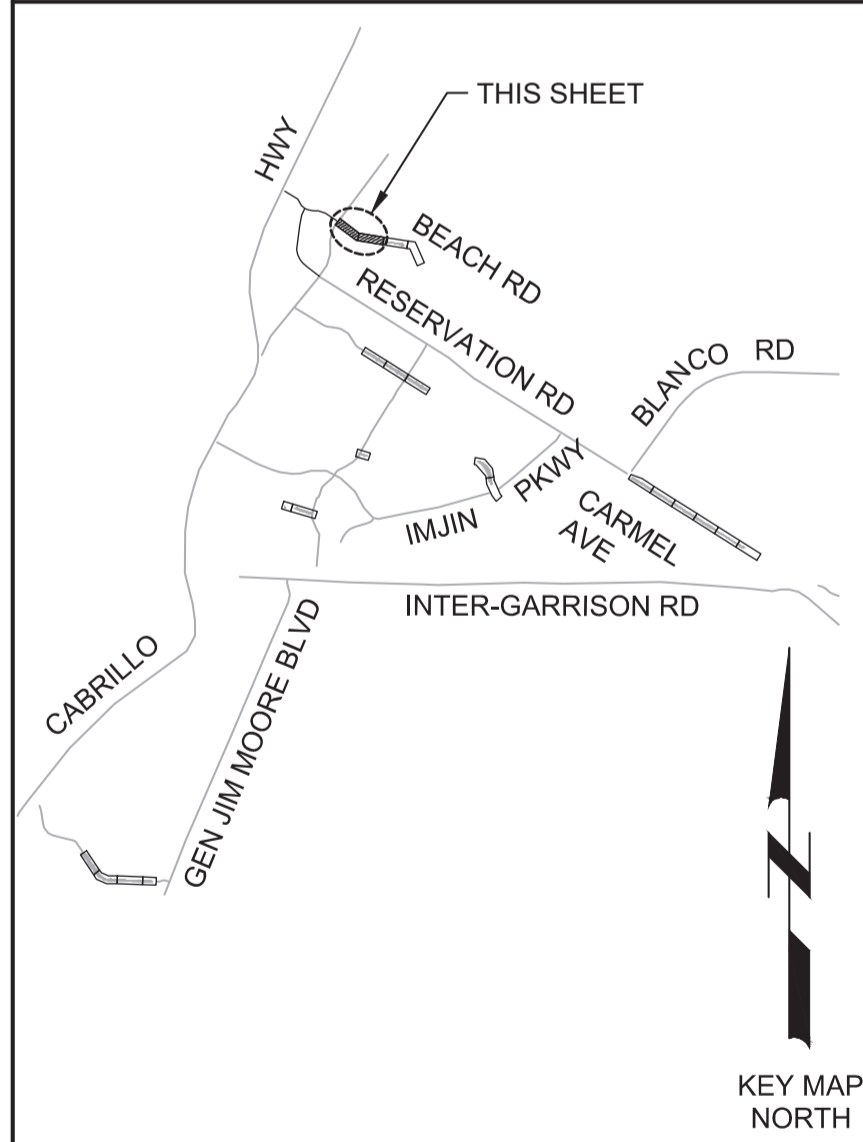 THIS SHEET
HWY
BEACH RD
RESERVATION RD
BLANCO RD
IMJIN PKWY
CARMEL
AVE
INTER-GARRISON RD
CABRILLO
GEN JIM MOORE BLVD
N
KEY MAP
NORTH